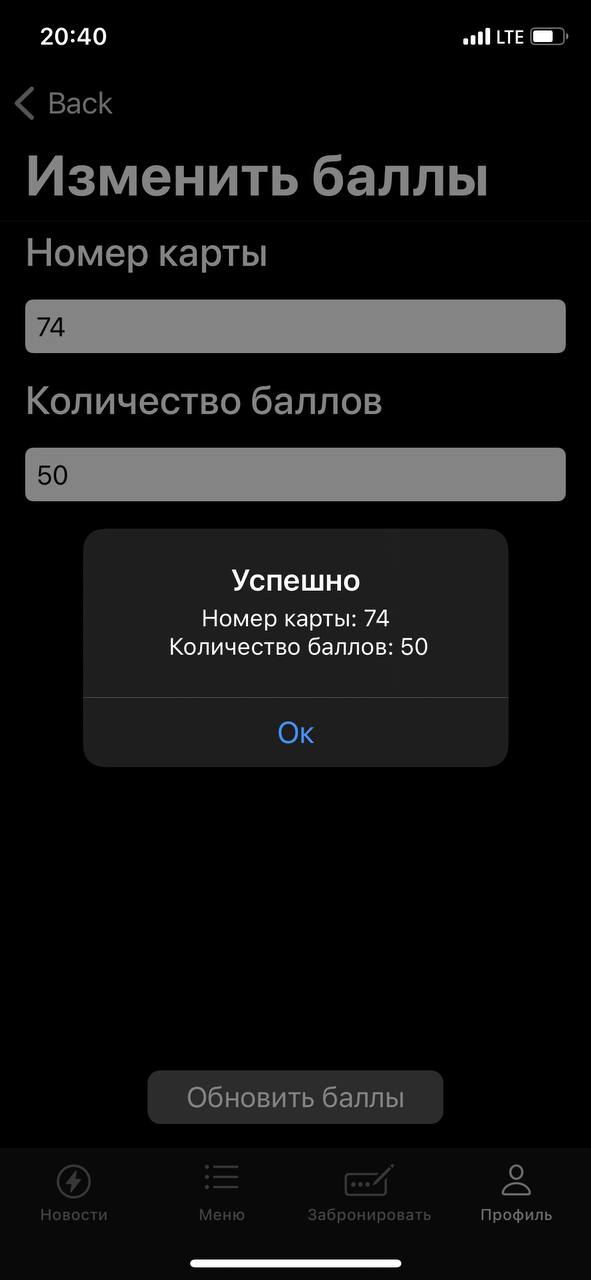 20:40
LTE
Back
Изменить баллы
Номер карты
74
Количество баллов
50
Успешно
Номер карты: 74
Количество баллов: 50
Ок
Обновить баллы
Новости
Меню
Забронировать
Профиль